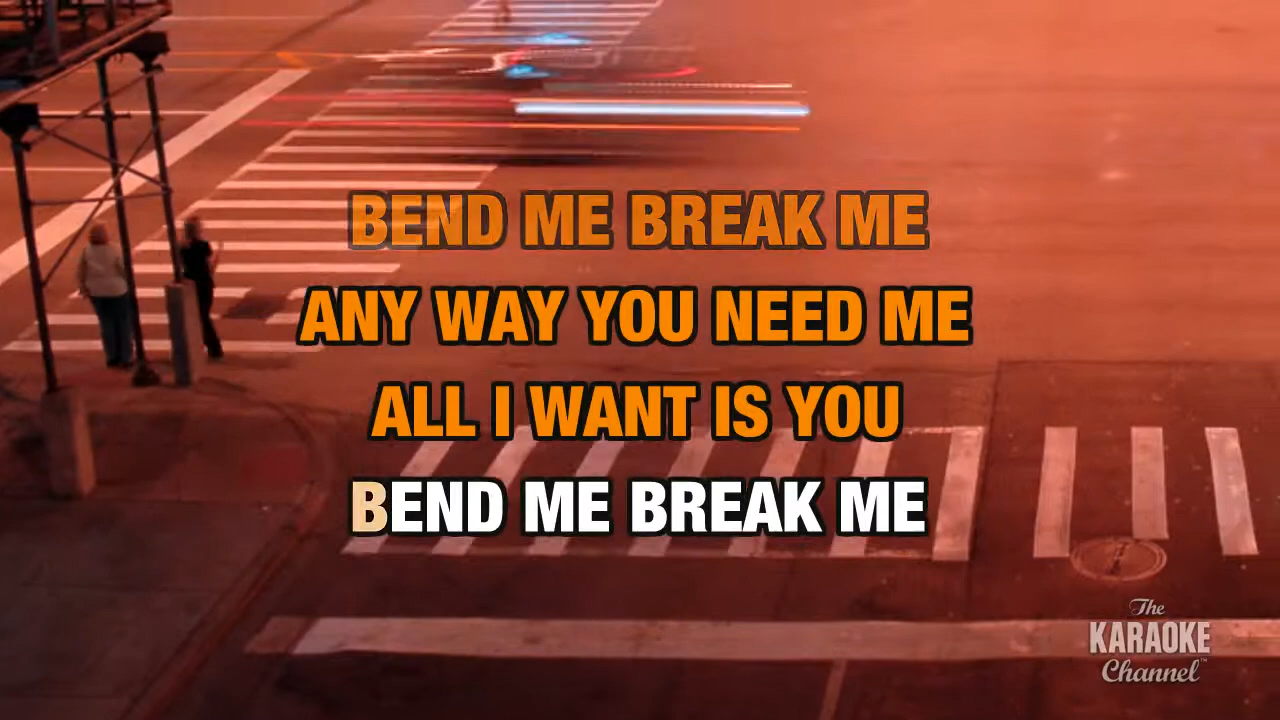 BEND ME BREAK ME
ANY WAY YOU NEED ME
ALL I WANT IS YOU
BEND ME BREAK ME
The
KARAOKE
Channel™